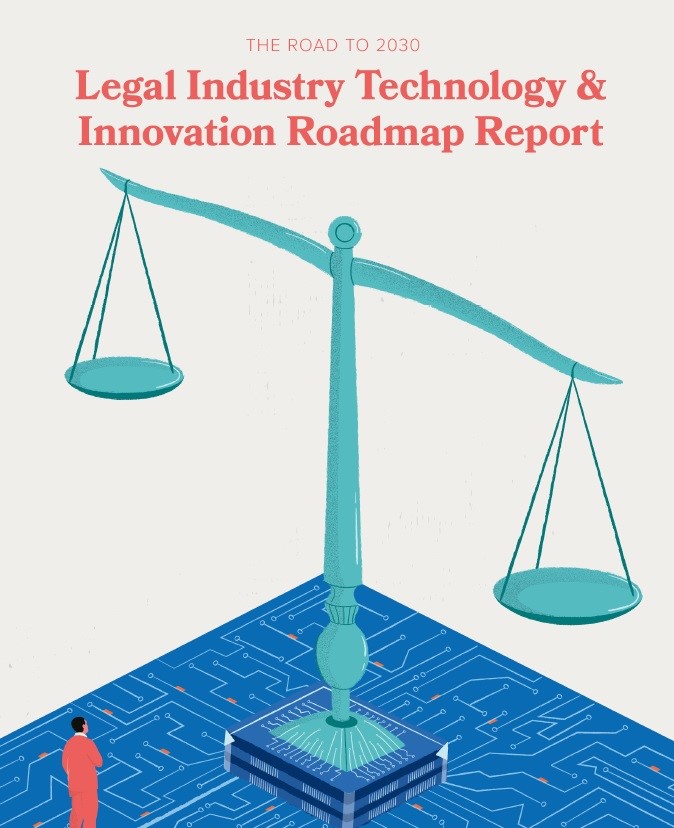 THE ROAD TO 2030
Legal Industry Technology &
Innovation Roadmap Report